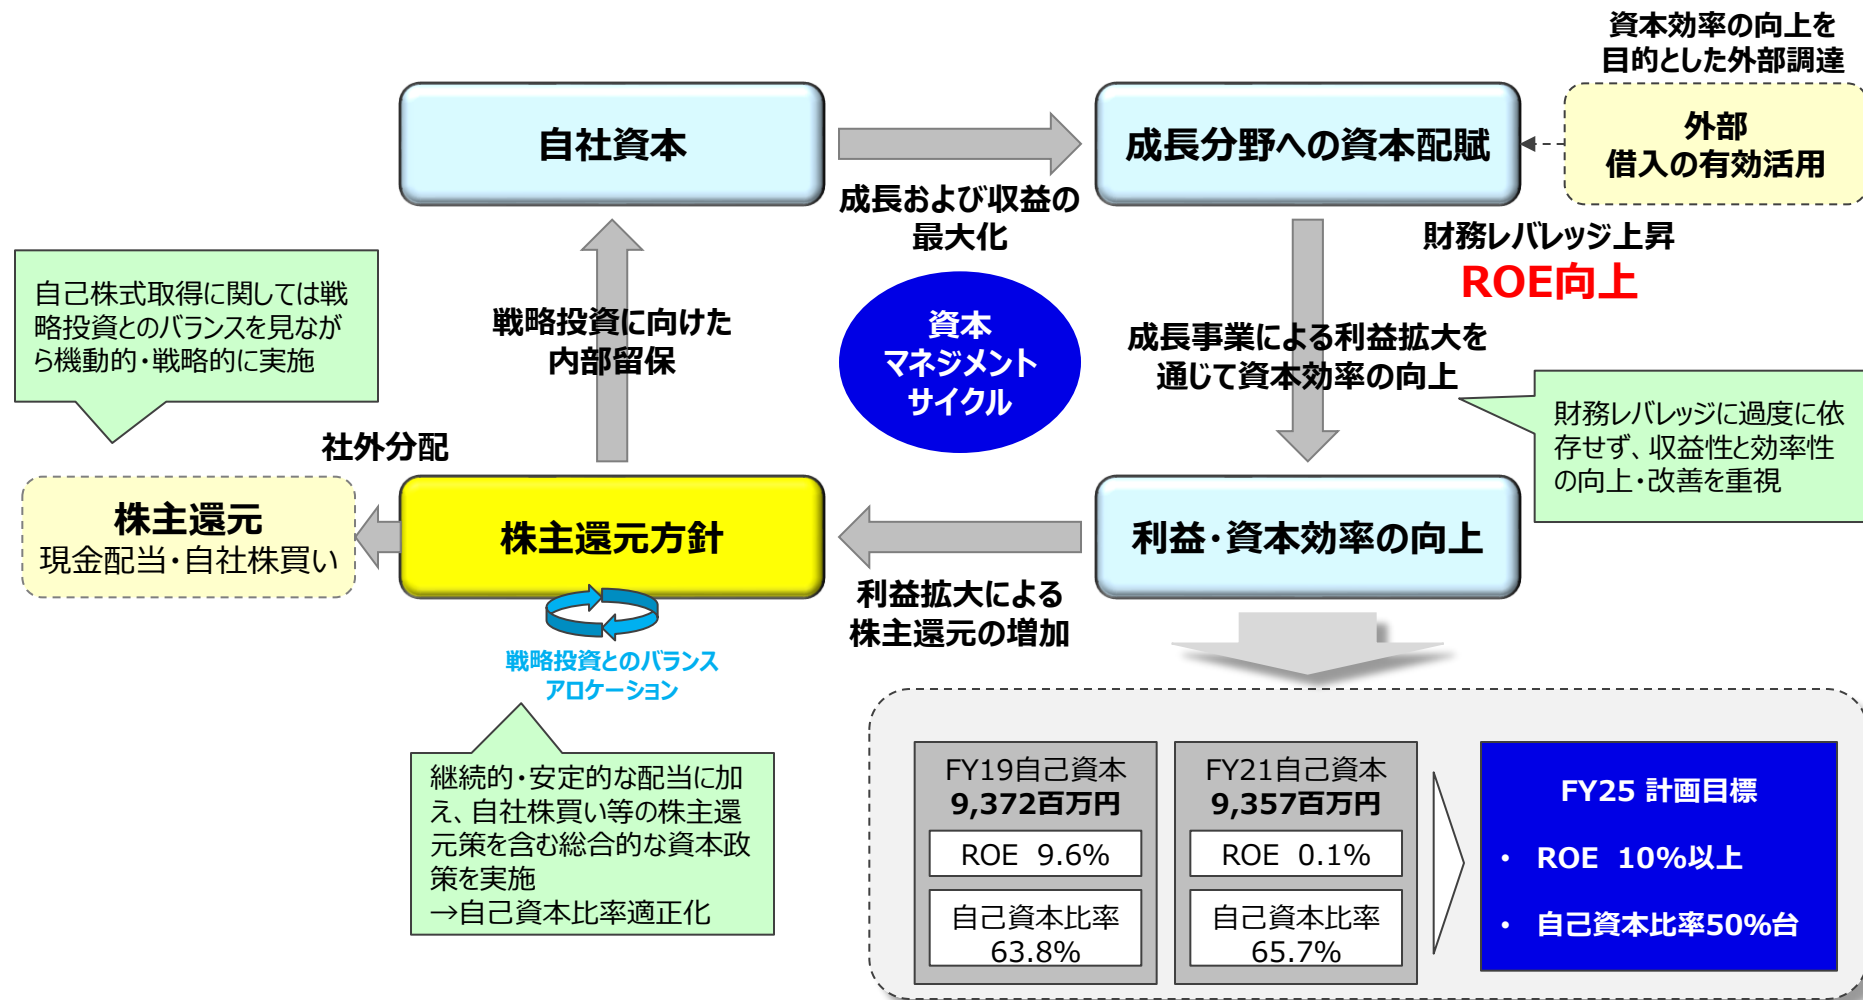 資本効率の向上を
目的とした外部調達
自社資本
成長および収益の
最大化
成長分野への資本配賦
外部
借入の有効活用
財務レバレッジ上昇
ROE向上
自己株式取得に関しては戦
略投資とのバランスを見なが
ら機動的・戦略的に実施
戦略投資に向けた
内部留保
資本
マネジメント
サイクル
成長事業による利益拡大を
通じて資本効率の向上
財務レバレッジに過度に依
存せず、収益性と効率性
の向上・改善を重視
社外分配
株主還元
現金配当・自社株買い
株主還元方針
利益拡大による
株主還元の増加
利益・資本効率の向上
戦略投資とのバランス
アロケーション
継続的・安定的な配当に加
え、自社株買い等の株主還
元策を含む総合的な資本政
策を実施
→自己資本比率適正化
FY19自己資本
9,372百万円
ROE 9.6%
自己資本比率
63.8%
FY21自己資本
9,357百万円
ROE 0.1%
自己資本比率
65.7%
FY25 計画目標
• ROE 10%以上
• 自己資本比率50%台